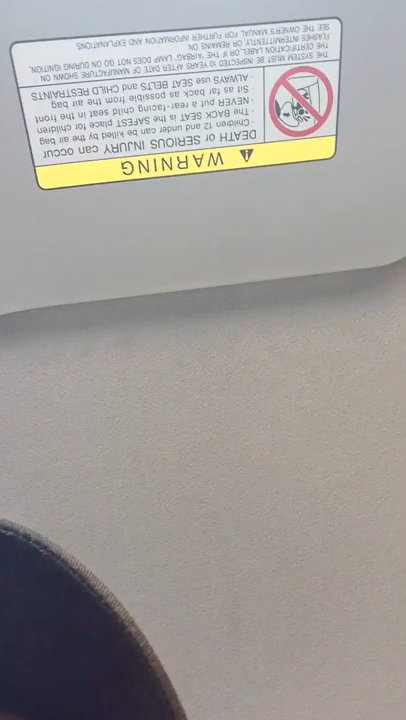 WARNING
DEATH or SERIOUS INJURY can occur
· Children 12 and under can be killed by the air bag
· The BACK SEAT is the SAFEST place for children
· NEVER put a rear-facing child seat in the front
· Sit as far back as possible from the air bag
· ALWAYS use SEAT BELTS and CHILD RESTRAINTS
THE SYSTEM MUST BE INSPECTED 10 YEARS AFTER DATE OF MANUFACTURE SHOWN ON
THE CERTIFICATION LABEL, OR IF THE "AIRBAG" LAMP DOES NOT GO ON DURING IGNITION,
FLASHES INTERMITTENTLY, OR REMAINS ON.
SEE THE OWNER'S MANUAL FOR FURTHER INFORMATION AND EXPLANATIONS